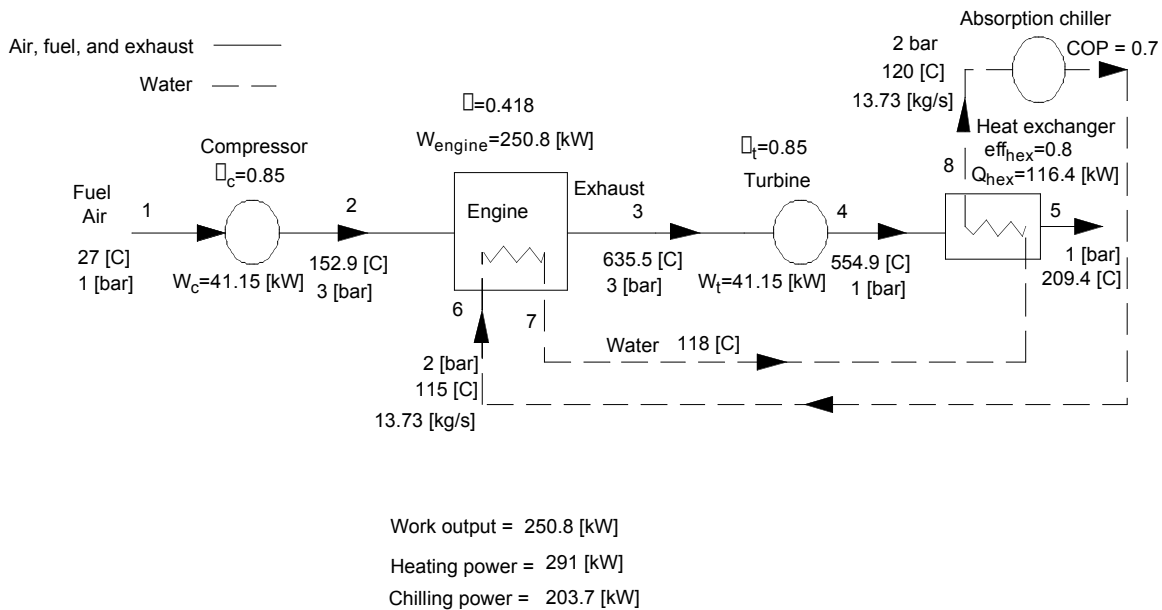 Absorption chiller
Air, fuel, and exhaust
2 bar
COP = 0.7
120 [C]
Water
13.73 [kg/s]
□=0.418
W_engine=250.8 [kW]
Heat exchanger
eff_hex=0.8
Q_hex=116.4 [kW]
8
Compressor
□_c=0.85
□_t=0.85
Turbine
Fuel
Air
1
2
Engine
Exhaust
3
4
5
27 [C]
1 [bar]
W_c=41.15 [kW]
152.9 [C]
3 [bar]
635.5 [C]
3 [bar]
W_t=41.15 [kW]
554.9 [C]
1 [bar]
1 [bar]
209.4 [C]
6
7
Water 118 [C]
2 [bar]
115 [C]
13.73 [kg/s]
Work output = 250.8 [kW]
Heating power = 291 [kW]
Chilling power = 203.7 [kW]